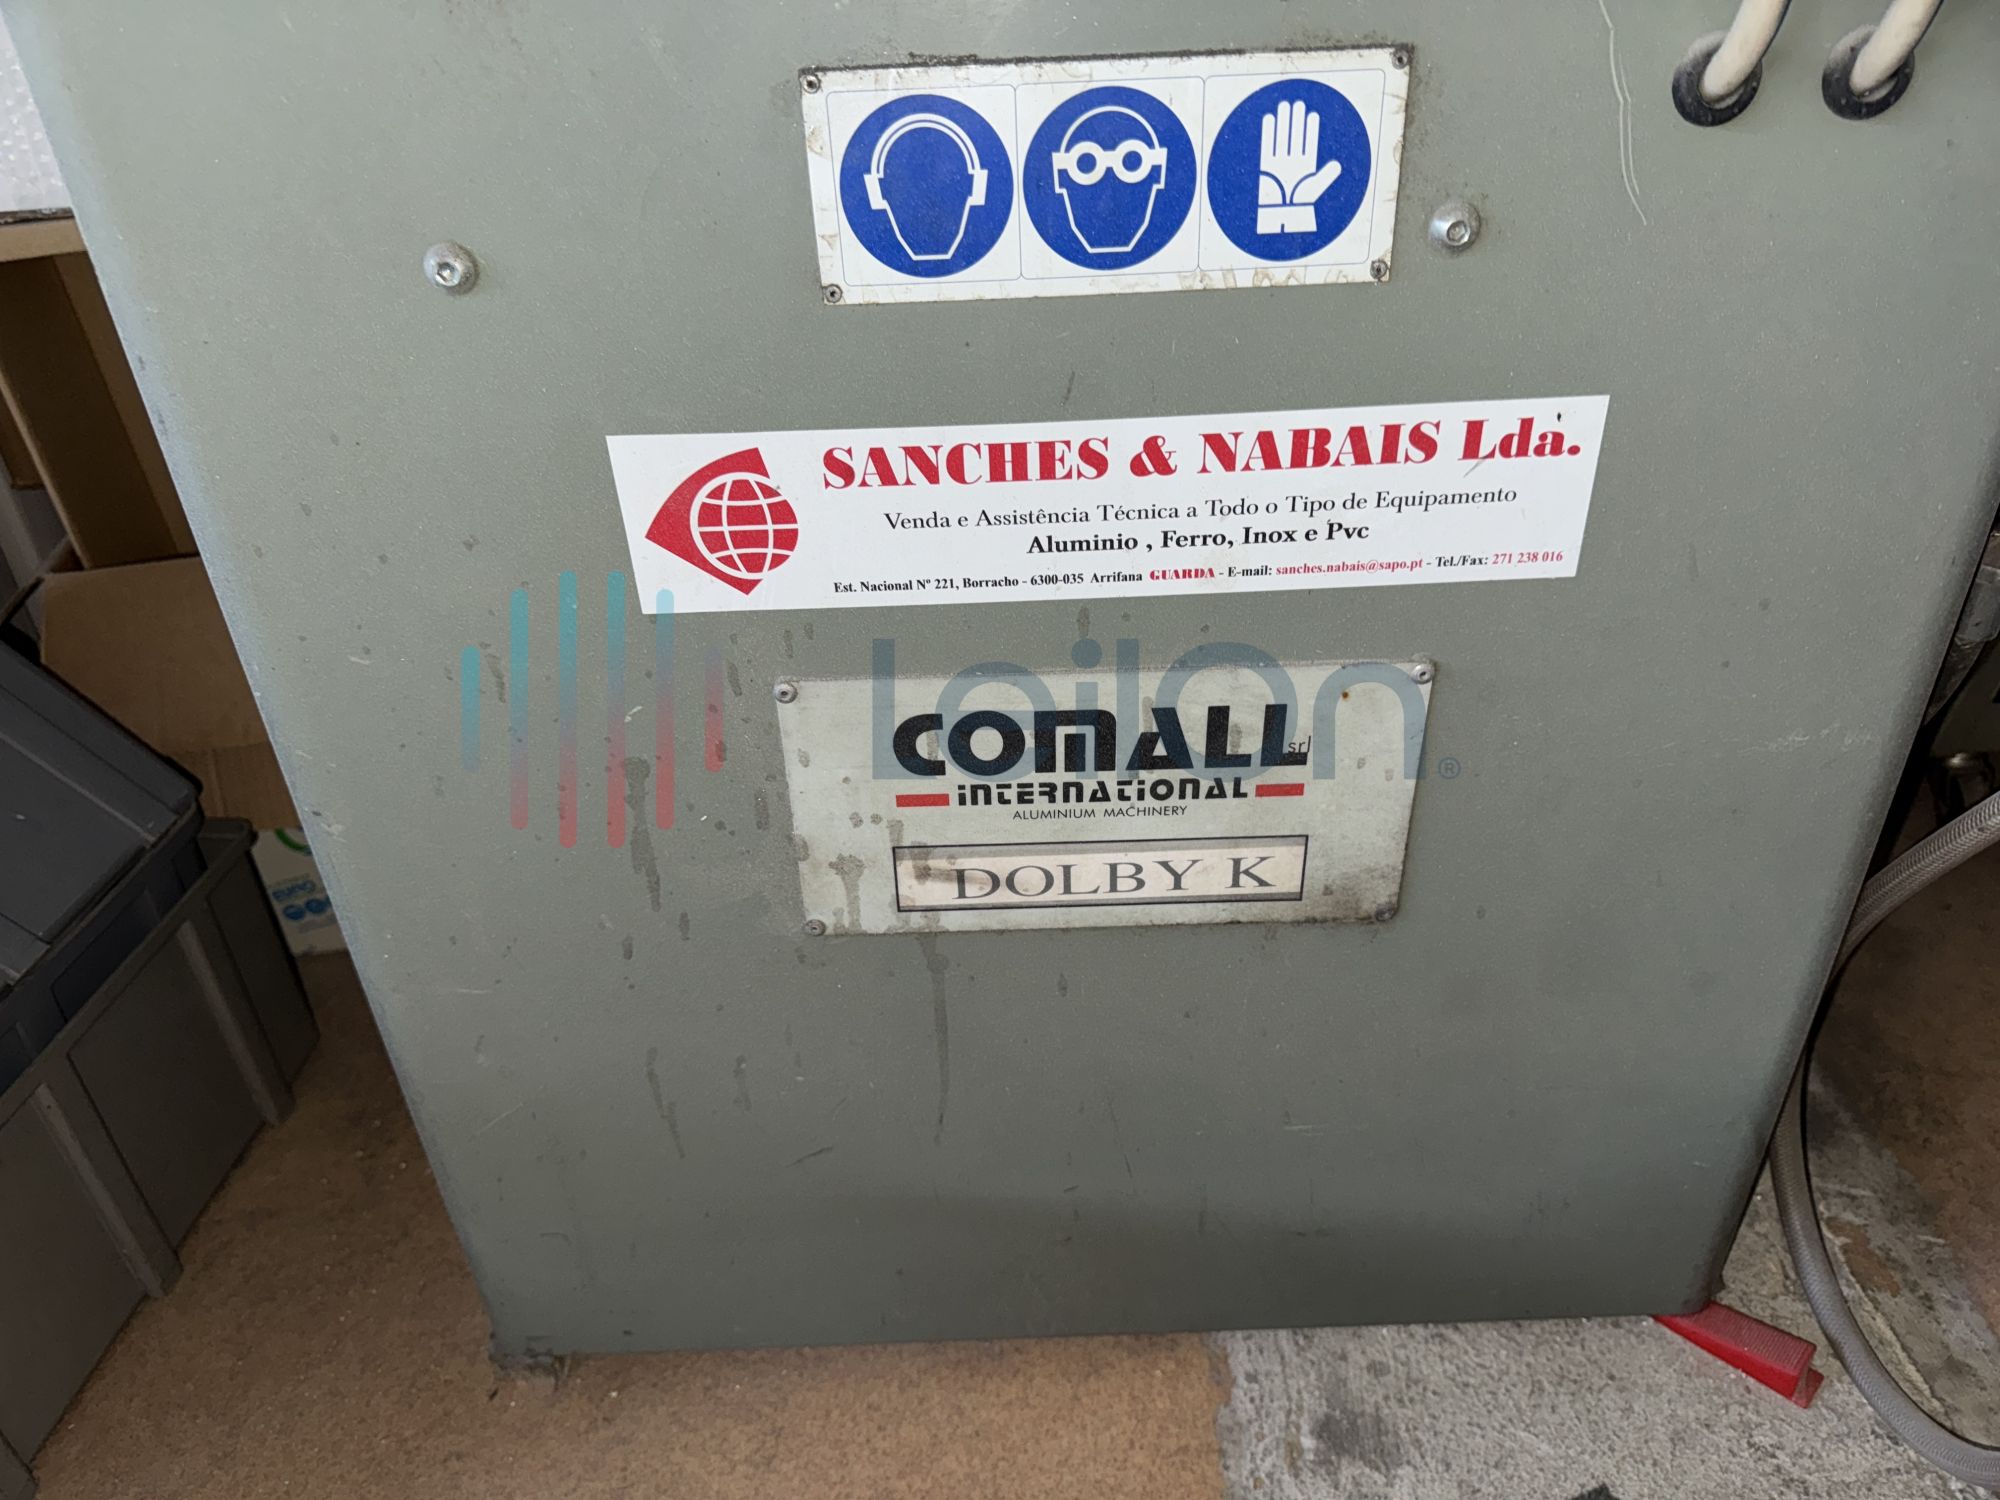 SANCHES & NABAIS Lda.
Venda e Assistência Técnica a Todo o Tipo de Equipamento
Aluminio , Ferro, Inox e Pvc
Est. Nacional Nº 221, Borracho - 6300-035 Arrifana GUARDA - E-mail: sanches.nabais@sapo.pt - Tel./Fax: 271 238 016
LeilOn®
COMALL srl
INTERNATIONAL
ALUMINIUM MACHINERY
DOLBY K